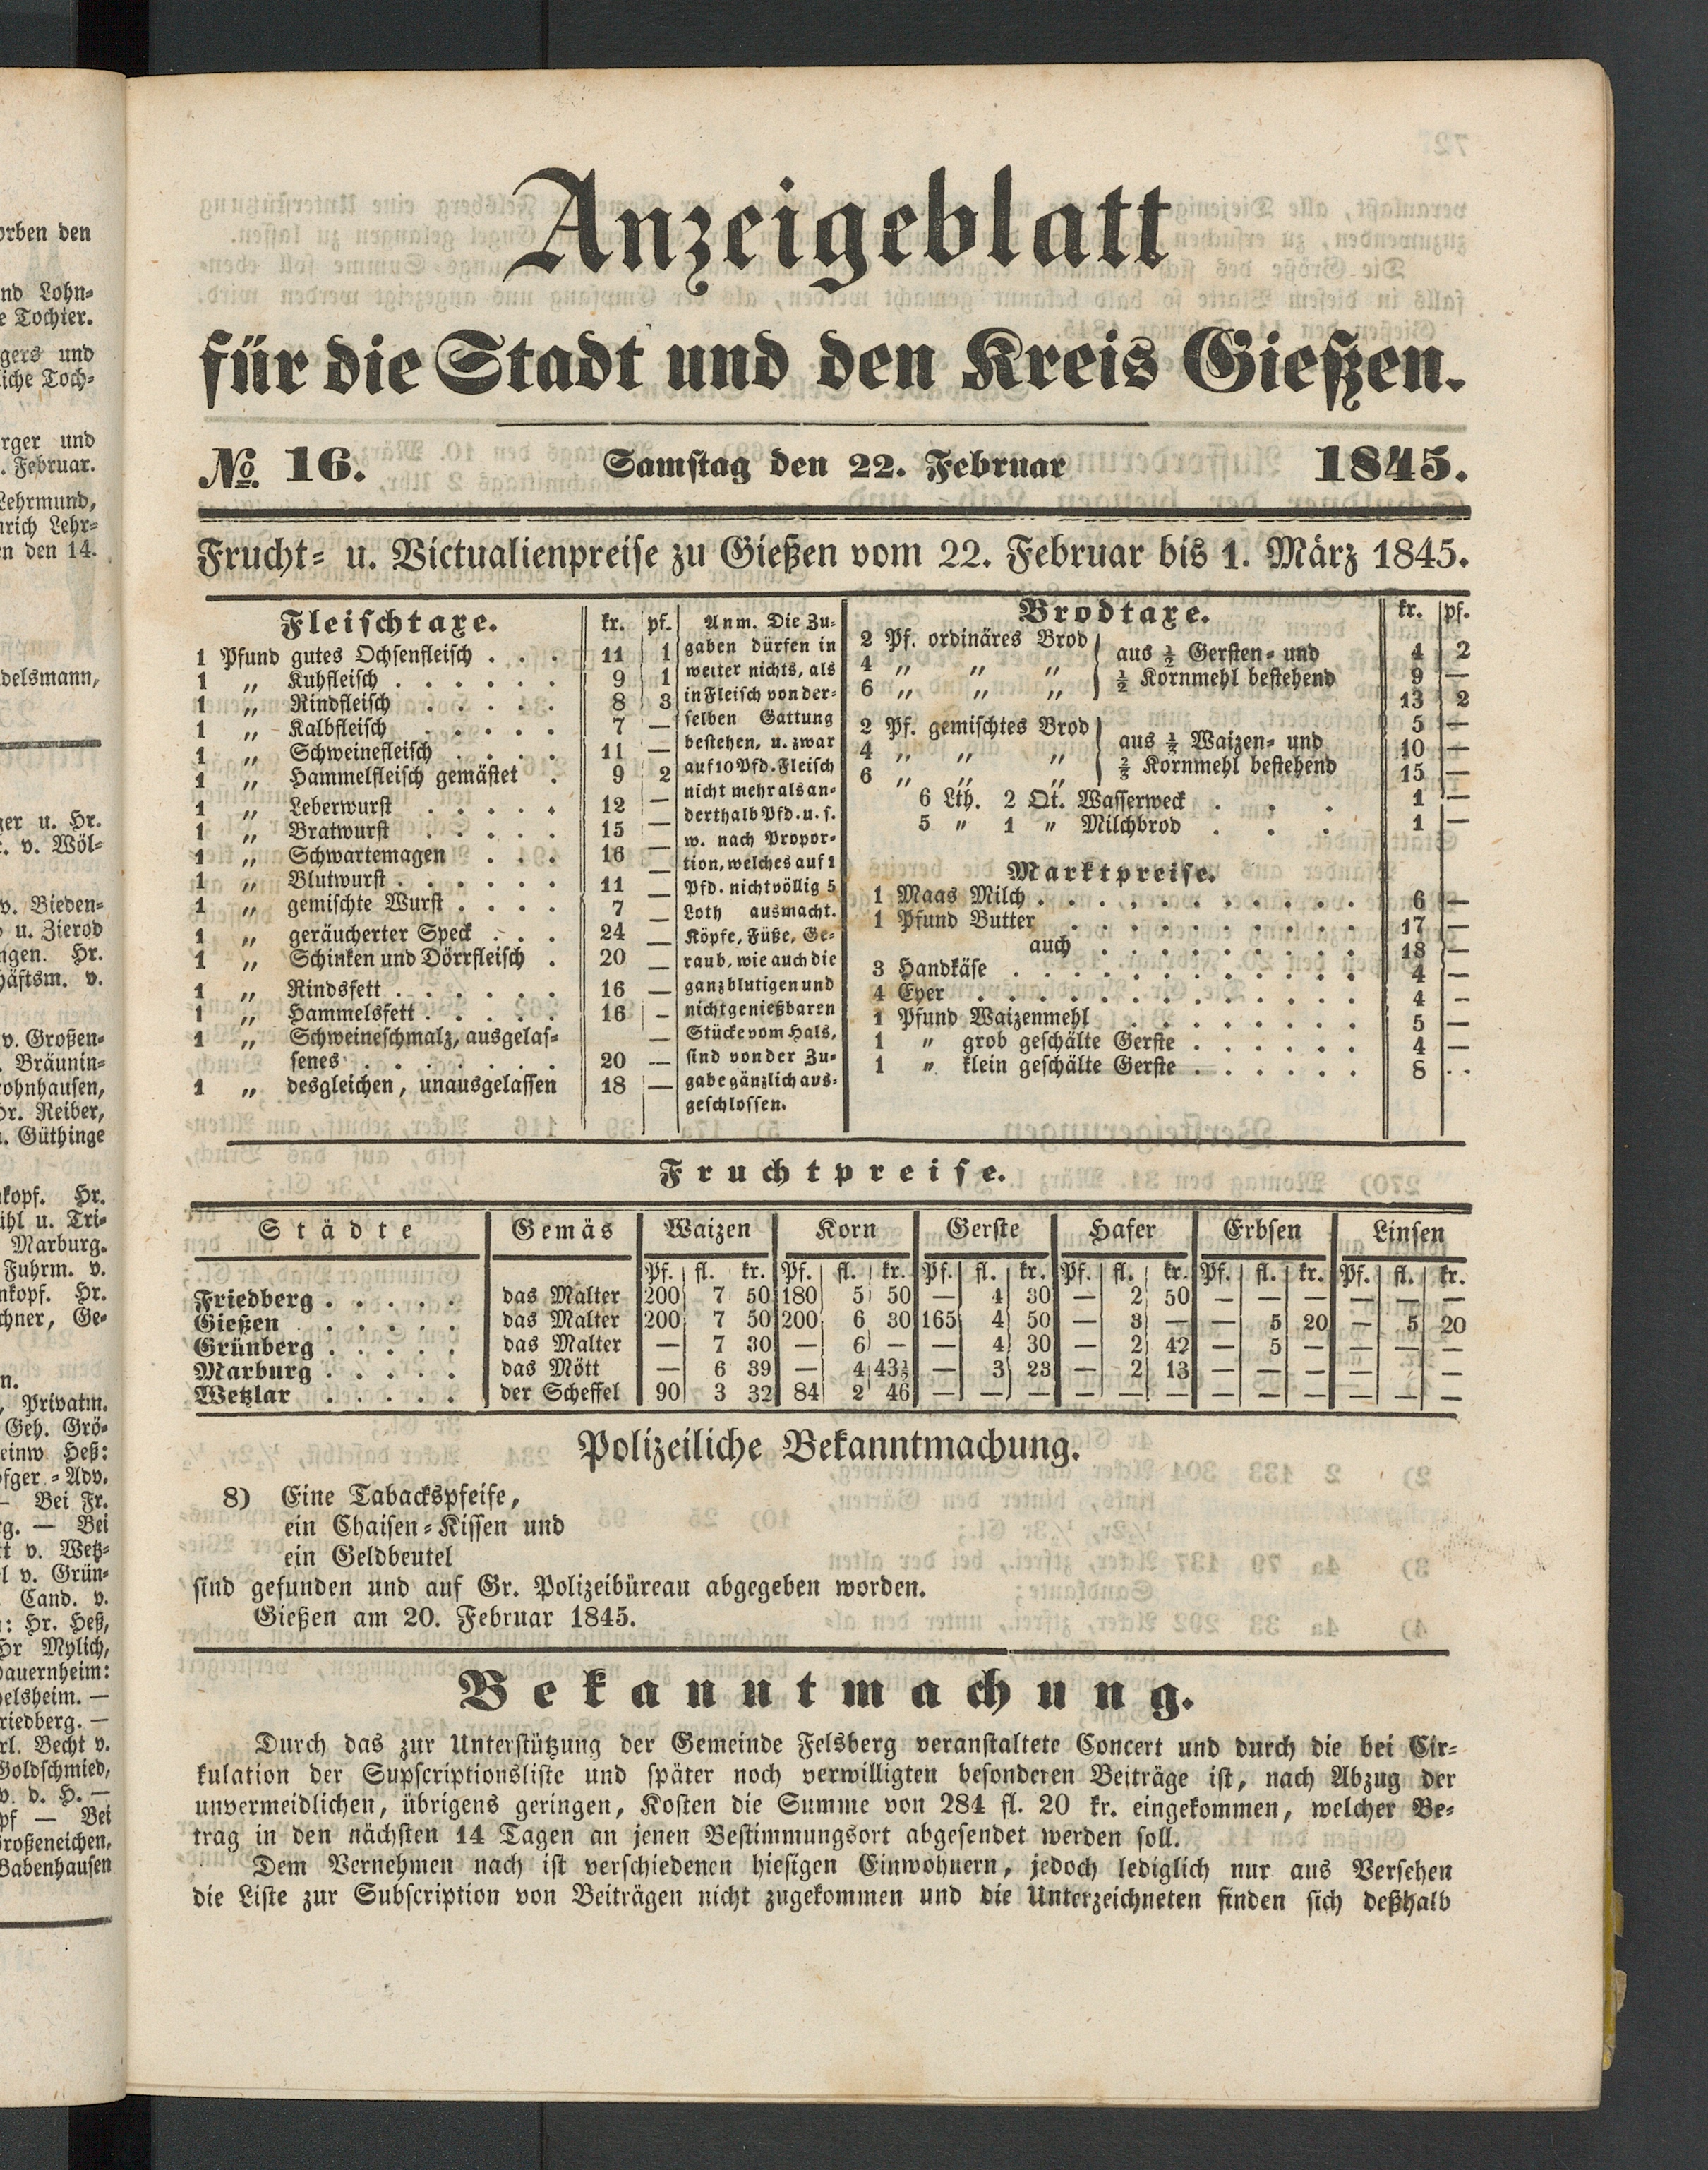 Anzeigeblatt
für die Stadt und den Kreis Gießen.
No. 16. Samstag den 22. Februar 1845.
Frucht- u. Victualienpreise zu Gießen vom 22. Februar bis 1. März 1845.
Fleischtaxe. kr. pf.
1 Pfund gutes Ochsenfleisch . . . 11 1
1 „ Kuhfleisch . . . . . . 9 1
1 „ Rindfleisch . . . . . 8 3
1 „ Kalbfleisch . . . . . 7 —
1 „ Schweinefleisch . . . . 11 —
1 „ Hammelfleisch gemästet . 9 2
1 „ Leberwurst . . . . . 12 —
1 „ Bratwurst . . . . . 15 —
1 „ Schwartemagen . . . 16 —
1 „ Blutwurst . . . . . . 11 —
1 „ gemischte Wurst . . . . 7 —
1 „ geräucherter Speck . . . 24 —
1 „ Schinken und Dörrfleisch . 20 —
1 „ Rindsfett . . . . . . 16 —
1 „ Hammelsfett . . . . . 16 —
1 „ Schweineschmalz, ausgelas- —
senes . . . . . . . 20 —
1 „ desgleichen, unausgelassen 18 —
Anm. Die Zu-
gaben dürfen in
weiter nichts, als
in Fleisch von der-
selben Gattung
bestehen, u. zwar
auf 10 Pfd. Fleisch
nicht mehr als an-
derthalb Pfd. u. s.
w. nach Propor-
tion, welches auf 1
Pfd. nicht völlig 5
Loth ausmacht.
Köpfe, Füße, Ge-
raub, wie auch die
ganz blutigen und
nicht genießbaren
Stücke vom Hals,
sind von der Zu-
gabe gänzlich aus-
geschlossen.
Brodtaxe. kr. pf.
2 Pf. ordinäres Brod aus ½ Gersten- und 4 2
4 „ „ „ ½ Kornmehl bestehend 9 —
6 „ „ „ 13 2
2 Pf. gemischtes Brod 5 —
4 „ „ „ aus ⅓ Waizen- und 10 —
6 „ „ „ ⅔ Kornmehl bestehend 15 —
6 Lth. 2 Qt. Wasserweck . . . 1 —
5 „ 1 „ Milchbrod . . . 1 —
Marktpreise.
1 Maas Milch . . . . . . . . . . . 6 —
1 Pfund Butter . . . . . . . . . . 17 —
auch . . . . . . . . . 18 —
3 Handkäse . . . . . . . . . . . . 4 —
4 Eyer . . . . . . . . . . . . . 4 —
1 Pfund Waizenmehl . . . . . . . . 5 —
1 „ grob geschälte Gerste . . . . . . 4 —
1 „ klein geschälte Gerste . . . . . . 8 . .
Fruchtpreise.
Städte Gemäs Waizen Korn Gerste Hafer Erbsen Linsen
Pf. fl. kr. Pf. fl. kr. Pf. fl. kr. Pf. fl. kr. Pf. fl. kr. Pf. fl. kr.
Friedberg . . . . . das Malter 200 7 50 180 5 50 — 4 30 — 2 50 — — — — — —
Gießen . . . . . . das Malter 200 7 50 200 6 30 165 4 50 — 3 — — 5 20 — 5 20
Grünberg . . . . . das Malter — 7 30 — 6 — — 4 30 — 2 42 — 5 — — — —
Marburg . . . . . das Mött — 6 39 — 4 43½ — 3 23 — 2 13 — — — — — —
Wetzlar . . . . . der Scheffel 90 3 32 84 2 46 — — — — — — — — — — — —
Polizeiliche Bekanntmachung.
8) Eine Tabackspfeife,
ein Chaisen-Kissen und
ein Geldbeutel
sind gefunden und auf Gr. Polizeibüreau abgegeben worden.
Gießen am 20. Februar 1845.
Bekanntmachung.
Durch das zur Unterstützung der Gemeinde Felsberg veranstaltete Concert und durch die bei Cir-
kulation der Supscriptionsliste und später noch verwilligten besonderen Beiträge ist, nach Abzug der
unvermeidlichen, übrigens geringen, Kosten die Summe von 284 fl. 20 kr. eingekommen, welcher Be-
trag in den nächsten 14 Tagen an jenen Bestimmungsort abgesendet werden soll.
Dem Vernehmen nach ist verschiedenen hiesigen Einwohnern, jedoch lediglich nur aus Versehen
die Liste zur Subscription von Beiträgen nicht zugekommen und die Unterzeichneten finden sich deßhalb